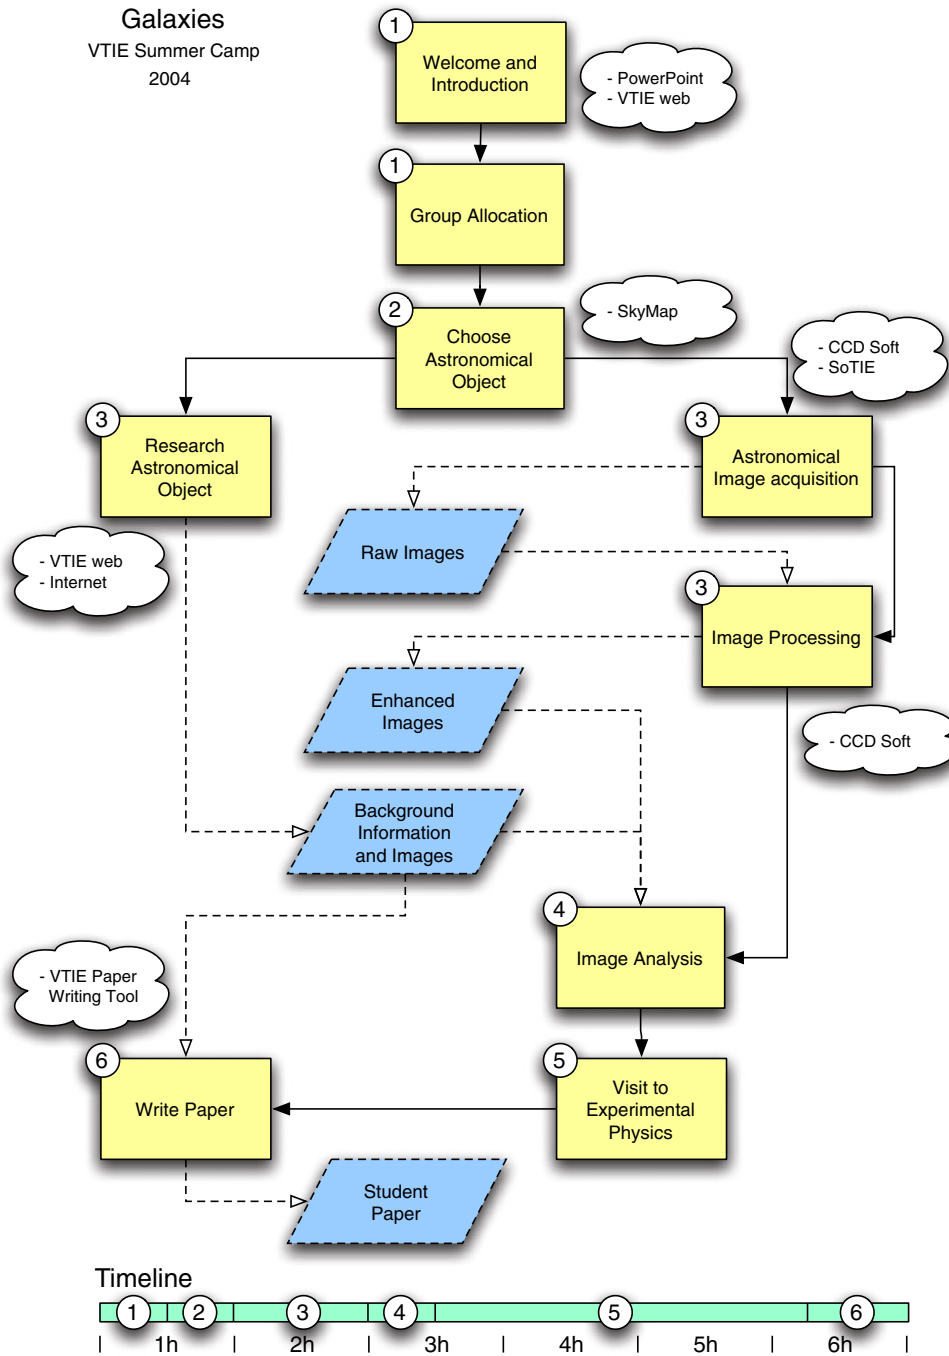 Galaxies
VTIE Summer Camp
2004
1
Welcome and
Introduction
- PowerPoint
- VTIE web
1
Group Allocation
2
Choose
Astronomical
Object
- SkyMap
- CCD Soft
- SoTIE
3
Research
Astronomical
Object
3
Astronomical
Image acquisition
- VTIE web
- Internet
Raw Images
3
Image Processing
Enhanced
Images
- CCD Soft
Background
Information
and Images
4
Image Analysis
- VTIE Paper
Writing Tool
6
Write Paper
5
Visit to
Experimental
Physics
Student
Paper
Timeline
1 2 3 4 5 6
| 1h | 2h | 3h | 4h | 5h | 6h |